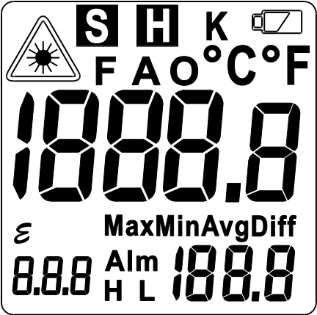 S H K
F A O °C °F
1888.8
ε MaxMinAvgDiff
8.8.8 Alm 188.8
H L